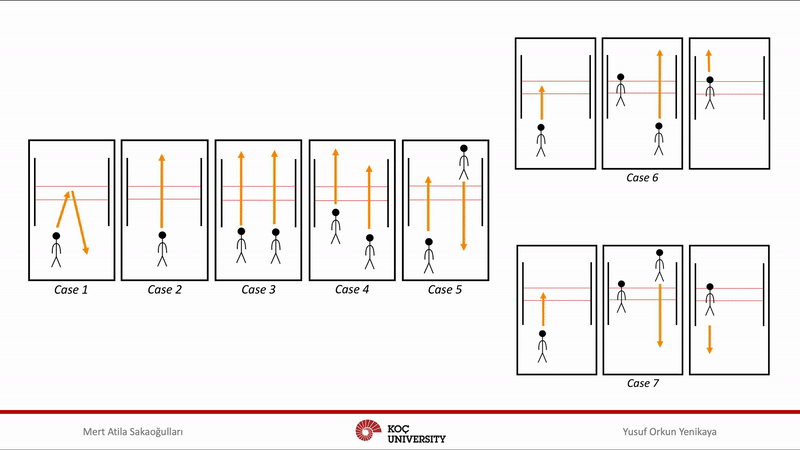 Case 6
Case 1
Case 2
Case 3
Case 4
Case 5
Case 7
Mert Atila Sakaoğulları
KOÇ
UNIVERSITY
Yusuf Orkun Yenikaya